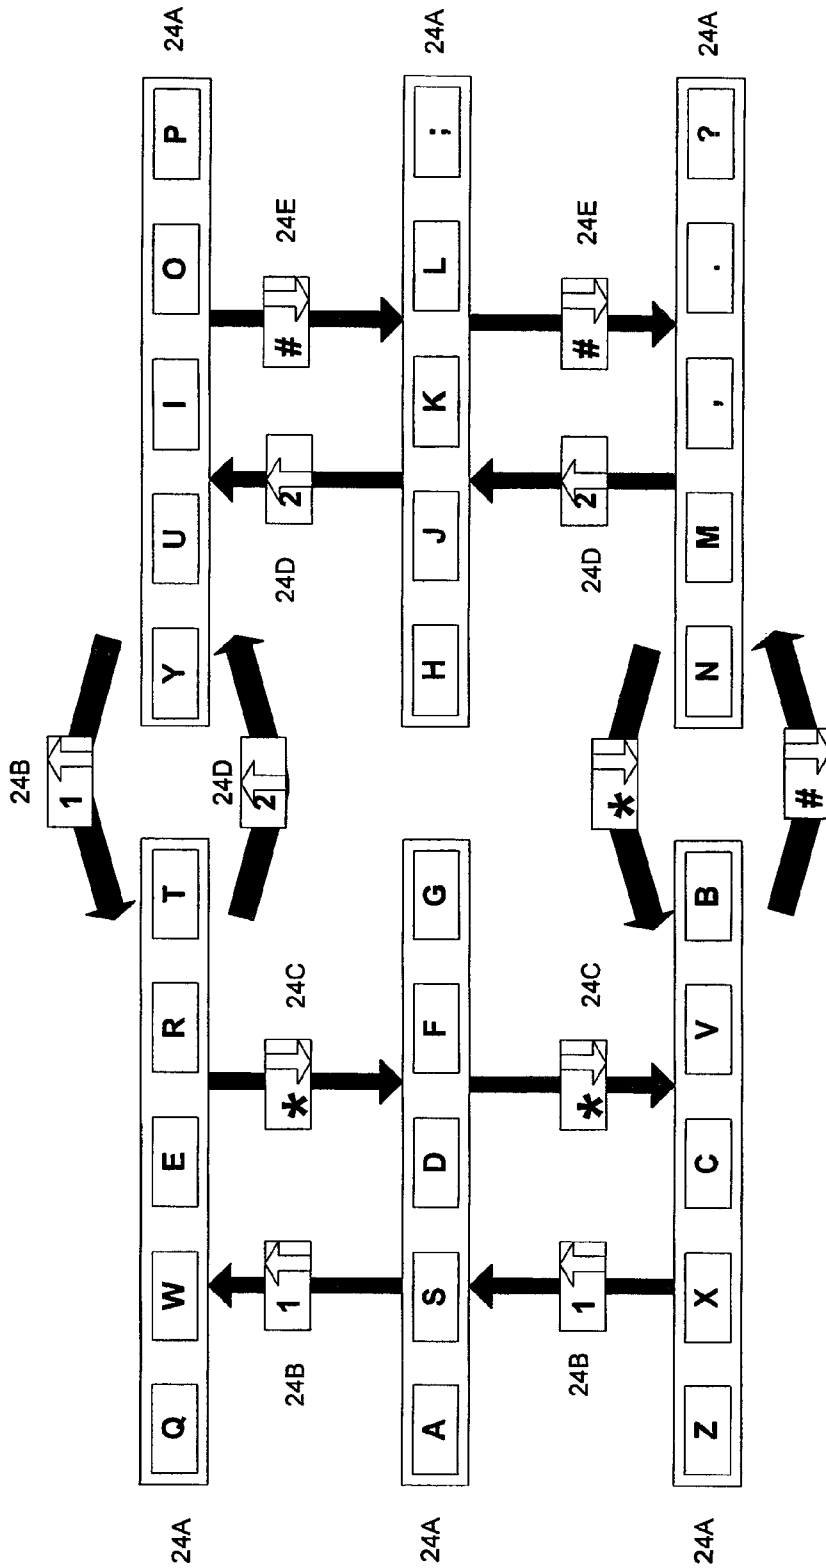 24B
1
24A Q W E R T Y U I O P 24A
24D
2
24B 1 * 24C 24D 2 # 24E
24A A S D F G H J K L ; 24A
24B 1 * 24C 24D 2 # 24E
*
24A Z X C V B N M , . ? 24A
#